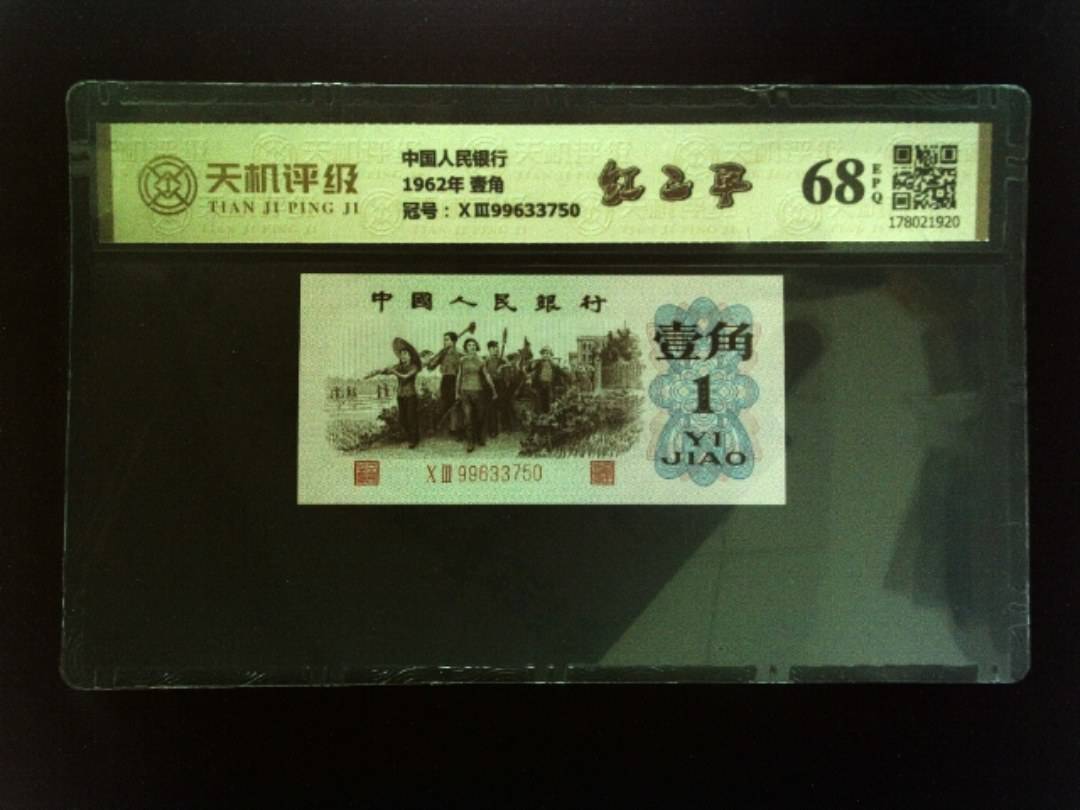 天机评级
TIAN JI PING JI
中国人民银行
1962年 壹角
冠号：ⅩⅢ99633750
红二平
68
EPQ
178021920
中國人民銀行
壹角
1
YI
JIAO
ⅩⅢ99633750